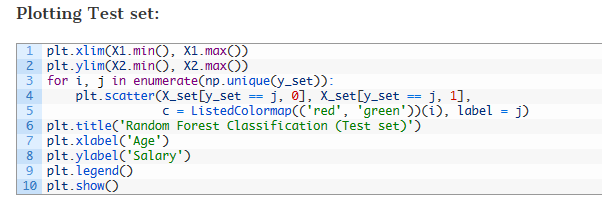 Plotting Test set:
1 plt.xlim(X1.min(), X1.max())
2 plt.ylim(X2.min(), X2.max())
3 for i, j in enumerate(np.unique(y_set)):
4     plt.scatter(X_set[y_set == j, 0], X_set[y_set == j, 1],
5                 c = ListedColormap(('red', 'green'))(i), label = j)
6 plt.title('Random Forest Classification (Test set)')
7 plt.xlabel('Age')
8 plt.ylabel('Salary')
9 plt.legend()
10 plt.show()